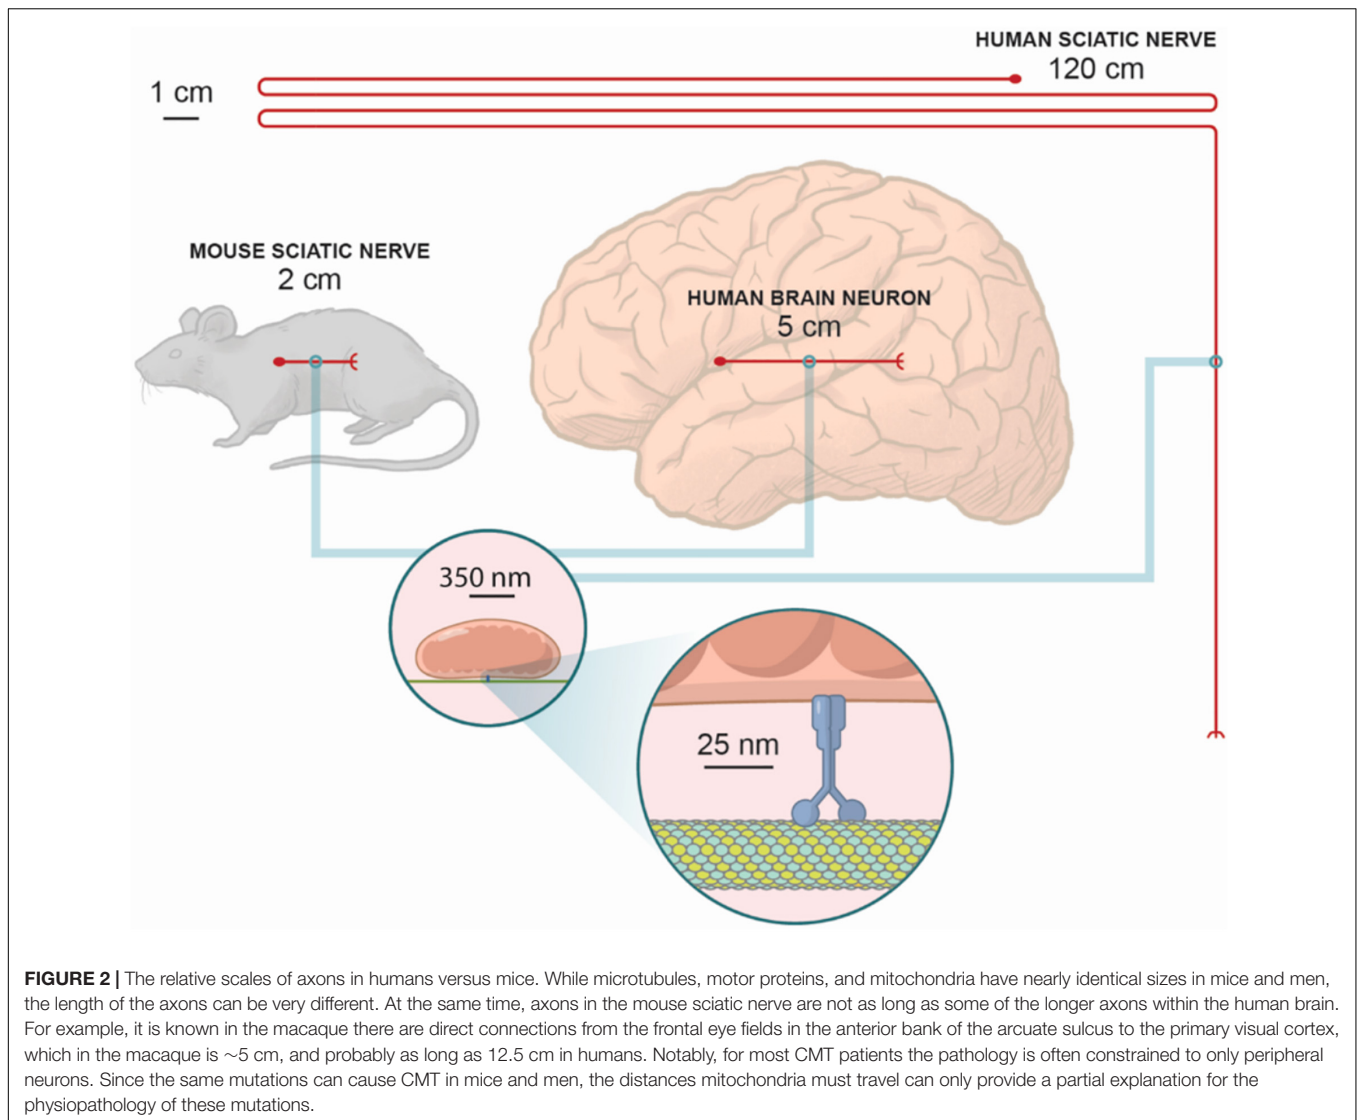 HUMAN SCIATIC NERVE
120 cm
1 cm
MOUSE SCIATIC NERVE
2 cm
HUMAN BRAIN NEURON
5 cm
350 nm
25 nm
FIGURE 2 | The relative scales of axons in humans versus mice. While microtubules, motor proteins, and mitochondria have nearly identical sizes in mice and men,
the length of the axons can be very different. At the same time, axons in the mouse sciatic nerve are not as long as some of the longer axons within the human brain.
For example, it is known in the macaque there are direct connections from the frontal eye fields in the anterior bank of the arcuate sulcus to the primary visual cortex,
which in the macaque is ∼5 cm, and probably as long as 12.5 cm in humans. Notably, for most CMT patients the pathology is often constrained to only peripheral
neurons. Since the same mutations can cause CMT in mice and men, the distances mitochondria must travel can only provide a partial explanation for the
physiopathology of these mutations.